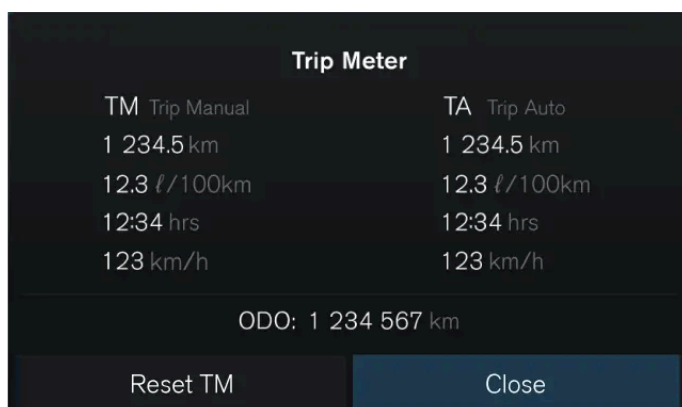 Trip Meter
TM Trip Manual
TA Trip Auto
1 234.5 km
1 234.5 km
12.3 ℓ/100km
12.3 ℓ/100km
12:34 hrs
12:34 hrs
123 km/h
123 km/h
ODO: 1 234 567 km
Reset TM
Close